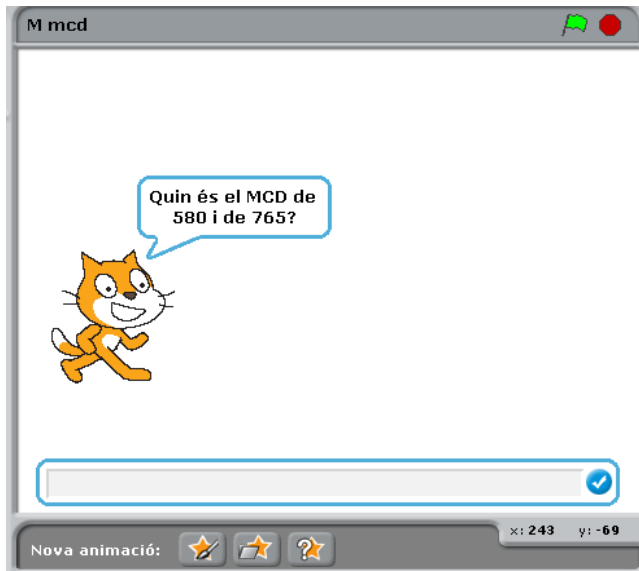 M mcd
Quin és el MCD de
580 i de 765?
x: 243 y: -69
Nova animació: